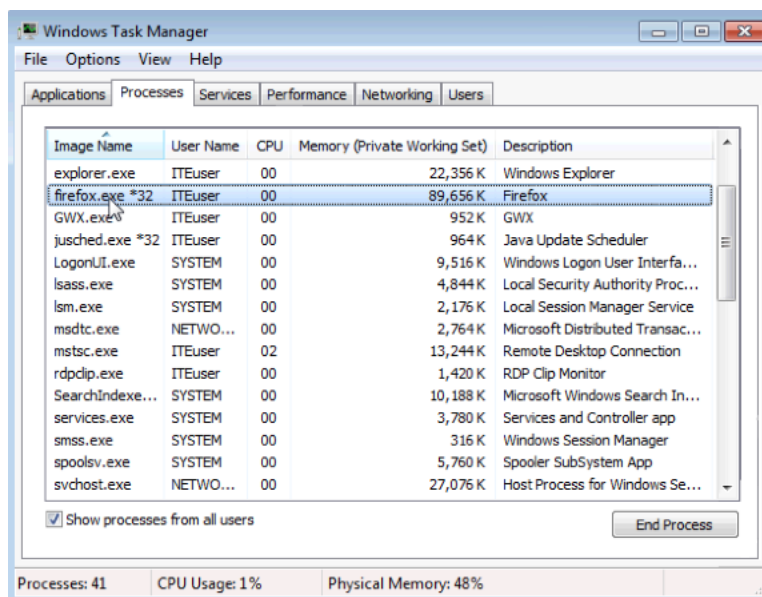 Windows Task Manager
File Options View Help
Applications Processes Services Performance Networking Users
Image Name User Name CPU Memory (Private Working Set) Description
explorer.exe ITEuser 00 22,356 K Windows Explorer
firefox.exe *32 ITEuser 00 89,656 K Firefox
GWX.exe ITEuser 00 952 K GWX
jusched.exe *32 ITEuser 00 964 K Java Update Scheduler
LogonUI.exe SYSTEM 00 9,516 K Windows Logon User Interfa...
lsass.exe SYSTEM 00 4,844 K Local Security Authority Proc...
lsm.exe SYSTEM 00 2,176 K Local Session Manager Service
msdtc.exe NETWO... 00 2,764 K Microsoft Distributed Transac...
mstsc.exe ITEuser 02 13,244 K Remote Desktop Connection
rdpclip.exe ITEuser 00 1,420 K RDP Clip Monitor
SearchIndexe... SYSTEM 00 10,188 K Microsoft Windows Search In...
services.exe SYSTEM 00 3,780 K Services and Controller app
smss.exe SYSTEM 00 316 K Windows Session Manager
spoolsv.exe SYSTEM 00 5,760 K Spooler SubSystem App
svchost.exe NETWO... 00 27,076 K Host Process for Windows Se...
Show processes from all users
End Process
Processes: 41 CPU Usage: 1% Physical Memory: 48%